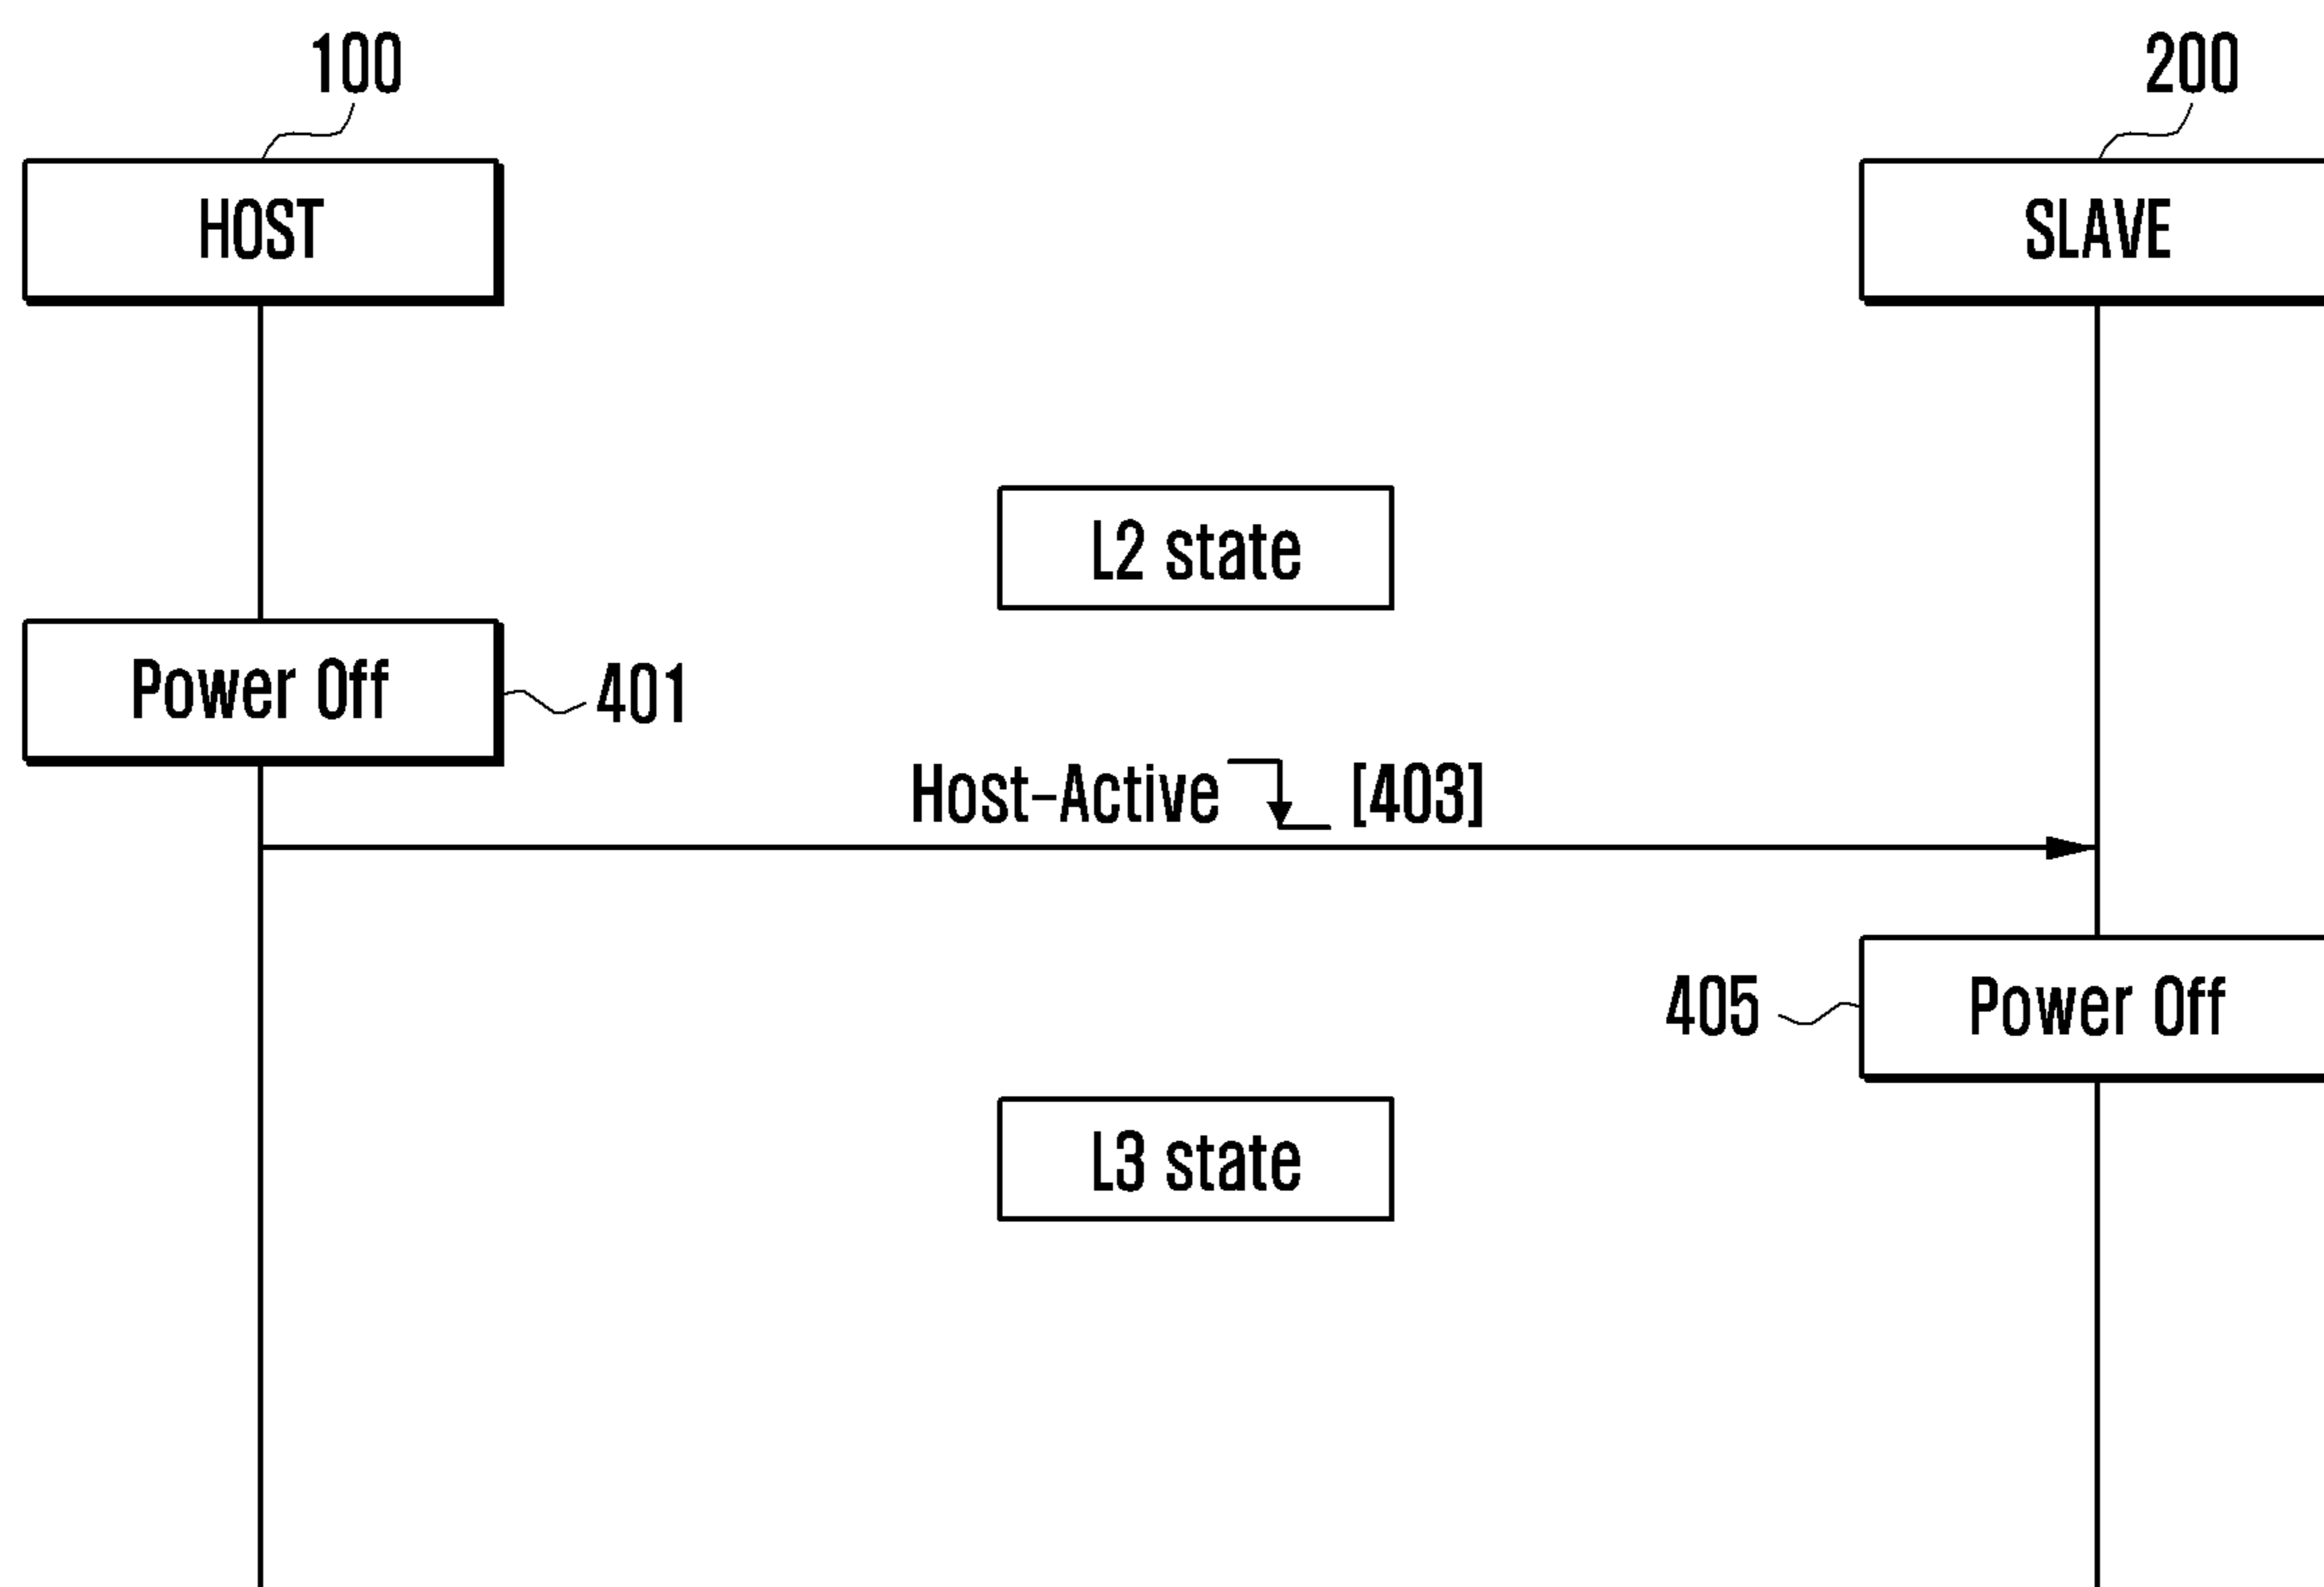 100
200
HOST
SLAVE
L2 state
Power Off
401
Host-Active [403]
405
Power Off
L3 state